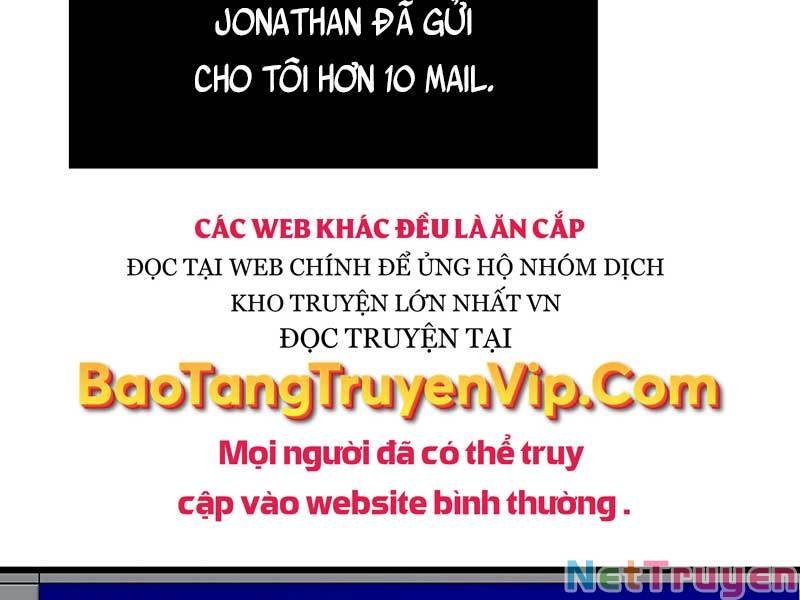 JONATHAN ĐÃ GỬI
CHO TÔI HƠN 10 MAIL.
CÁC WEB KHÁC ĐỀU LÀ ĂN CẮP
ĐỌC TẠI WEB CHÍNH ĐỂ ỦNG HỘ NHÓM DỊCH
KHO TRUYỆN LỚN NHẤT VN
ĐỌC TRUYỆN TẠI
BaoTangTruyenVip.Com
Mọi người đã có thể truy
cập vào website bình thường .
NetTruyen